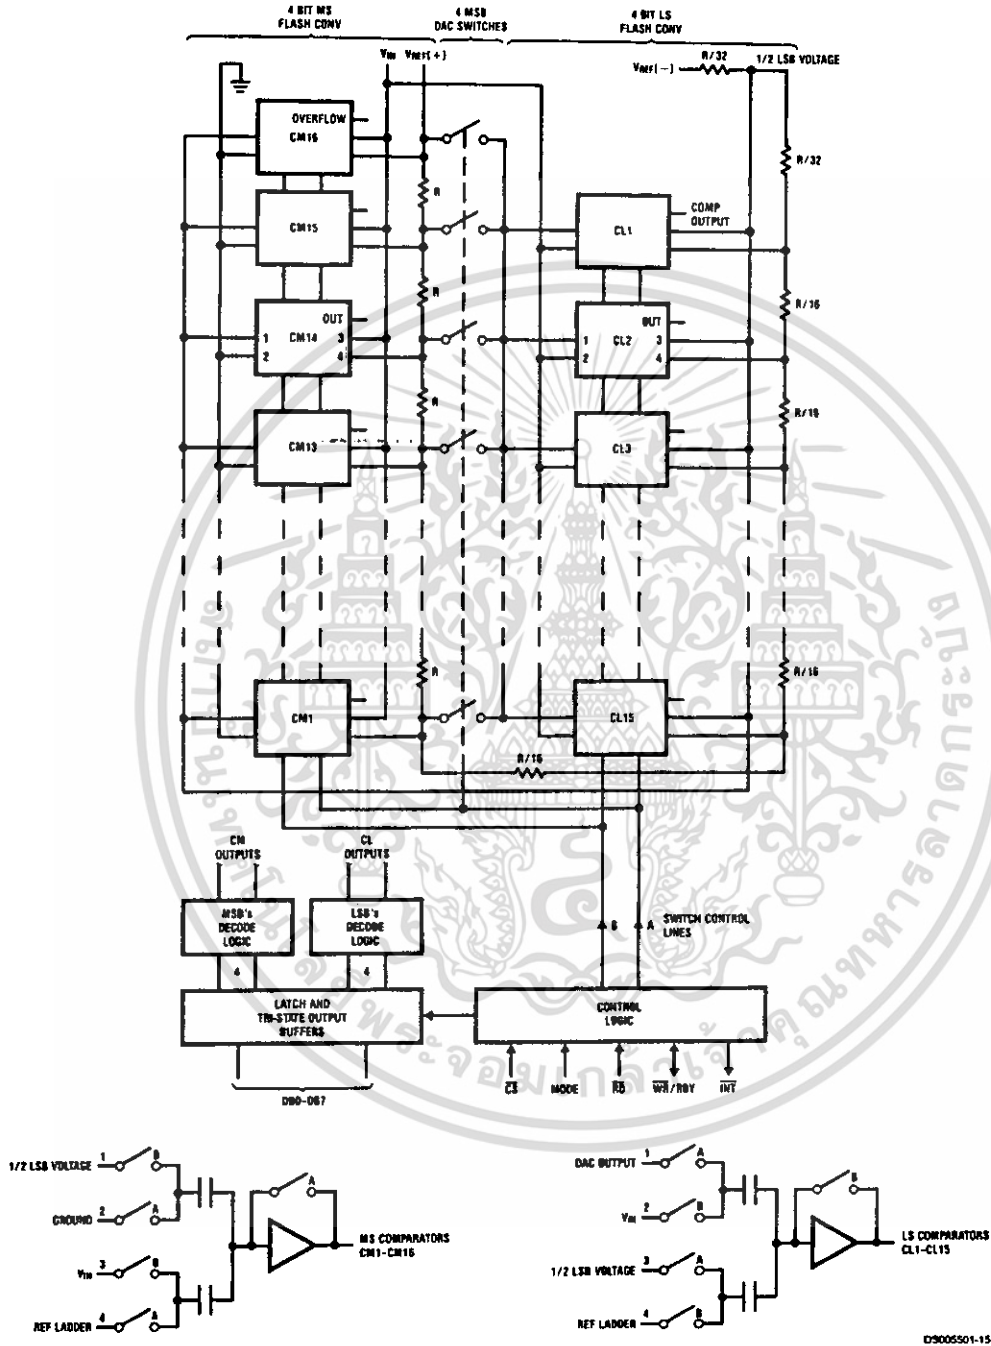 4 BIT MS
FLASH CONV
4 MSB
DAC SWITCHES
4 BIT LS
FLASH CONV
VIN VREF(+)
VREF(−)
R/32
1/2 LSB VOLTAGE
OVERFLOW
CM16
R
R/32
CM15
CL1
COMP
OUTPUT
R
R/16
OUT
1 CM14 3
2 4
OUT
1 CL2 3
2 4
R
R/16
CM13
CL3
R
R/16
CM1
CL15
R/16
CM
OUTPUTS
CL
OUTPUTS
MSB's
DECODE
LOGIC
LSB's
DECODE
LOGIC
B
A
SWITCH CONTROL
LINES
4
4
LATCH AND
TRI-STATE OUTPUT
BUFFERS
CONTROL
LOGIC
DB0-DB7
CS
MODE
RD
WR/RDY
INT
1/2 LSB VOLTAGE 1 B
GROUND 2 A
VIN 3 B
REF LADDER 4 A
A
MS COMPARATORS
CM1-CM16
DAC OUTPUT 1 A
VIN 2 B
1/2 LSB VOLTAGE 3 A
REF LADDER 4 B
B
LS COMPARATORS
CL1-CL15
DS005501-15